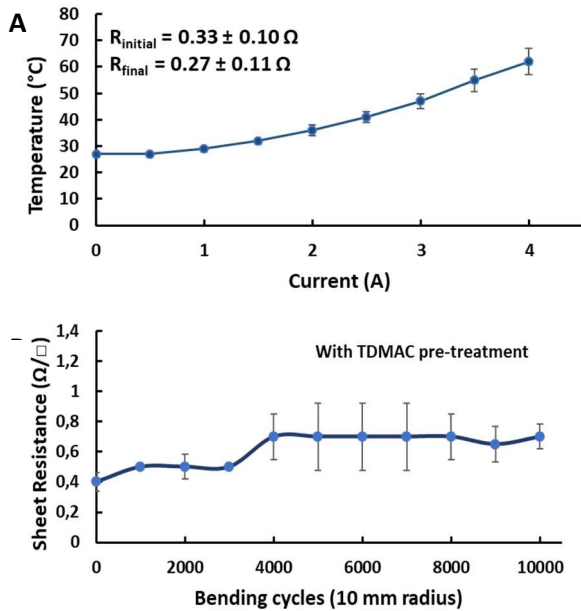 A
R initial = 0.33 ± 0.10 Ω
R final = 0.27 ± 0.11 Ω
Temperature (°C)
80
70
60
50
40
30
20
10
0
0 1 2 3 4
Current (A)
With TDMAC pre-treatment
Sheet Resistance (Ω/□)
1,4
1,2
1
0,8
0,6
0,4
0,2
0
0 2000 4000 6000 8000 10000
Bending cycles (10 mm radius)